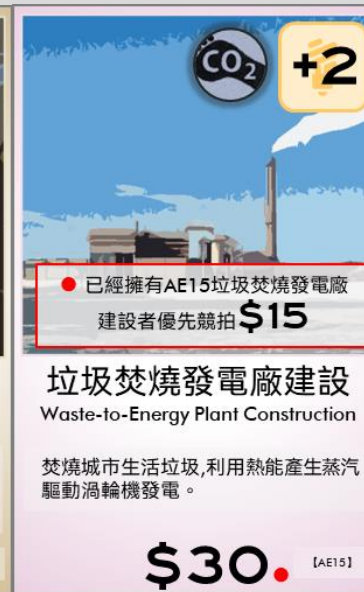 CO2
+2
已經擁有AE15垃圾焚燒發電廠
建設者優先競拍$15
垃圾焚燒發電廠建設
Waste-to-Energy Plant Construction
焚燒城市生活垃圾,利用熱能產生蒸汽
驅動渦輪機發電。
$30.
【AE15】